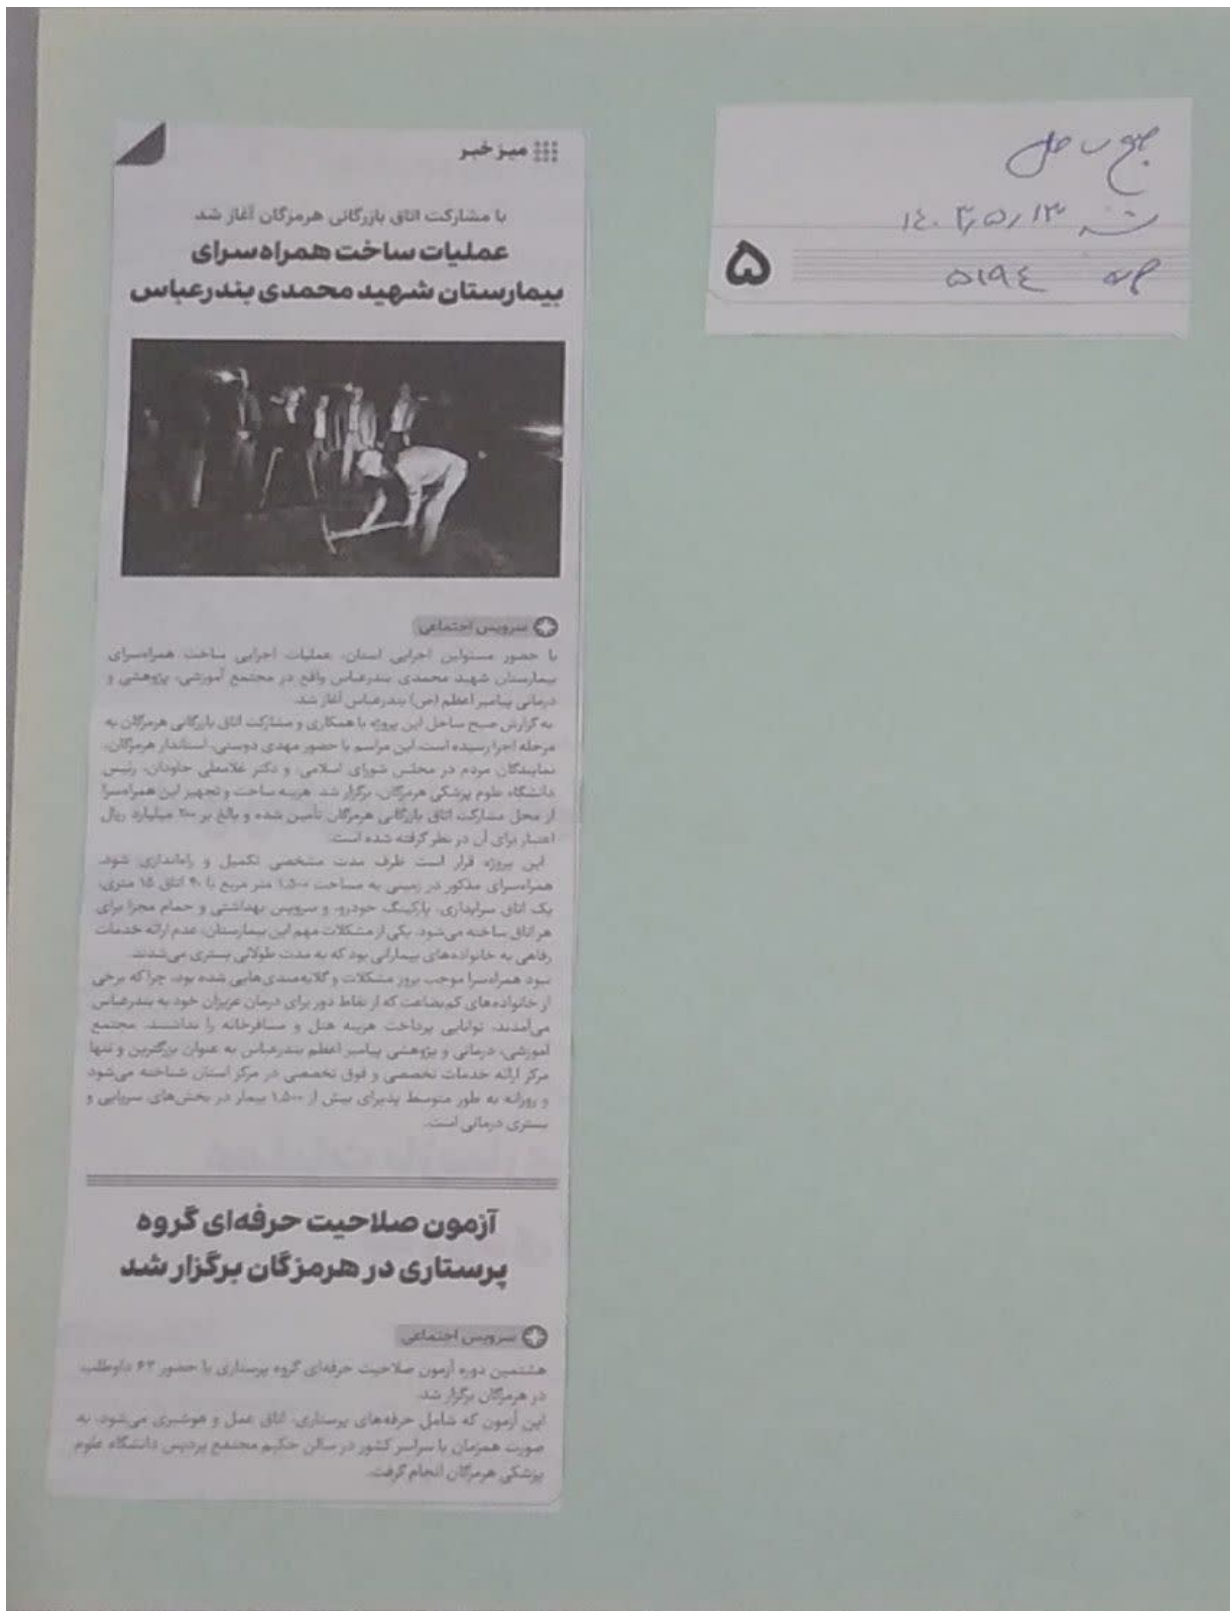 میز خبر
با مشارکت اتاق بازرگانی هرمزگان آغاز شد
عملیات ساخت همراه‌سرای
بیمارستان شهید محمدی بندرعباس
سرویس اجتماعی
با حضور مسئولین اجرایی استان، عملیات اجرایی ساخت همراه‌سرای
بیمارستان شهید محمدی بندرعباس واقع در مجتمع آموزشی، پژوهشی و
درمانی پیامبر اعظم (ص) بندرعباس آغاز شد.
به گزارش صبح ساحل این پروژه با همکاری و مشارکت اتاق بازرگانی هرمزگان به
مرحله اجرا رسیده است. این مراسم با حضور مهدی دوستی، استاندار هرمزگان،
نمایندگان مردم در مجلس شورای اسلامی، و دکتر غلامعلی جاودان، رئیس
دانشگاه علوم پزشکی هرمزگان، برگزار شد. هزینه ساخت و تجهیز این همراه‌سرا
از محل مشارکت اتاق بازرگانی هرمزگان تأمین شده و بالغ بر میلیارد ریال
اعتبار برای آن در نظر گرفته شده است.
این پروژه قرار است ظرف مدت مشخصی تکمیل و راه‌اندازی شود.
همراه‌سرای مذکور در زمینی به مساحت ۱،۵۰۰ متر مربع با ۴۰ اتاق ۱۵ متری،
یک اتاق سرایداری، پارکینگ خودرو، و سرویس بهداشتی و حمام مجزا برای
هر اتاق ساخته می‌شود. یکی از مشکلات مهم این بیمارستان، عدم ارائه خدمات
رفاهی به خانواده‌های بیمارانی بود که به مدت طولانی بستری می‌شدند.
نبود همراه‌سرا موجب بروز مشکلات و گلایه‌مندی‌هایی شده بود، چرا که برخی
از خانواده‌های کم‌بضاعت که از نقاط دور برای درمان عزیزان خود به بندرعباس
می‌آمدند، توانایی پرداخت هزینه هتل و مسافرخانه را نداشتند. مجتمع
آموزشی، درمانی و پژوهشی پیامبر اعظم بندرعباس به عنوان بزرگترین و تنها
مرکز ارائه خدمات تخصصی و فوق تخصصی در مرکز استان شناخته می‌شود
و روزانه به طور متوسط پذیرای بیش از ۱،۵۰۰ بیمار در بخش‌های سرپایی و
بستری درمانی است.
آزمون صلاحیت حرفه‌ای گروه
پرستاری در هرمزگان برگزار شد
سرویس اجتماعی
هشتمین دوره آزمون صلاحیت حرفه‌ای گروه پرستاری با حضور ۶۳ داوطلب
در هرمزگان برگزار شد.
این آزمون که شامل حرفه‌های پرستاری، اتاق عمل و هوشبری می‌شود، به
صورت همزمان با سراسر کشور در سالن حکیم مجتمع پردیس دانشگاه علوم
پزشکی هرمزگان انجام گرفت.
صبح ساحل
شنبه ۱۴۰۳/۵/۱۳
۵۱۹۴
۵